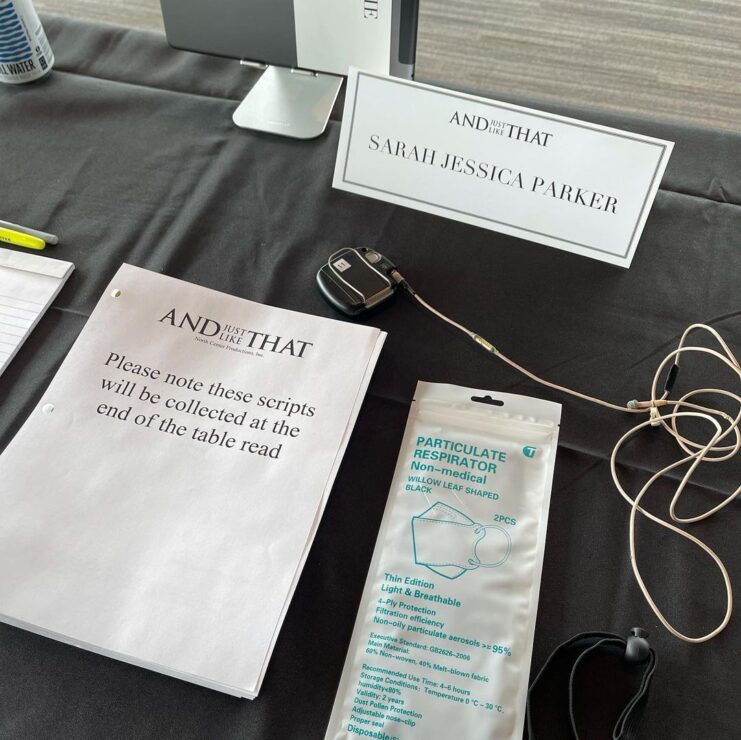 WATER
AND JUST LIKE THAT
SARAH JESSICA PARKER
AND JUST LIKE THAT
North Center Productions, Inc.
Please note these scripts
will be collected at the
end of the table read
PARTICULATE
RESPIRATOR
Non-medical
WILLOW LEAF SHAPED
BLACK
2PCS
Thin Edition
Light & Breathable
4-Ply Protection
Filtration efficiency
Non-oily particulate aerosols >= 95%
Executive Standard: GB2626-2006
Main Material:
60% Non-woven, 40% Melt-blown fabric
Recommended Use Time: 4-6 hours
Storage Conditions: Temperature 0 °C ~ 30 °C,
humidity<80%
Validity: 2 years
Dust Pollen Protection
Adjustable nose-clip
Proper seal